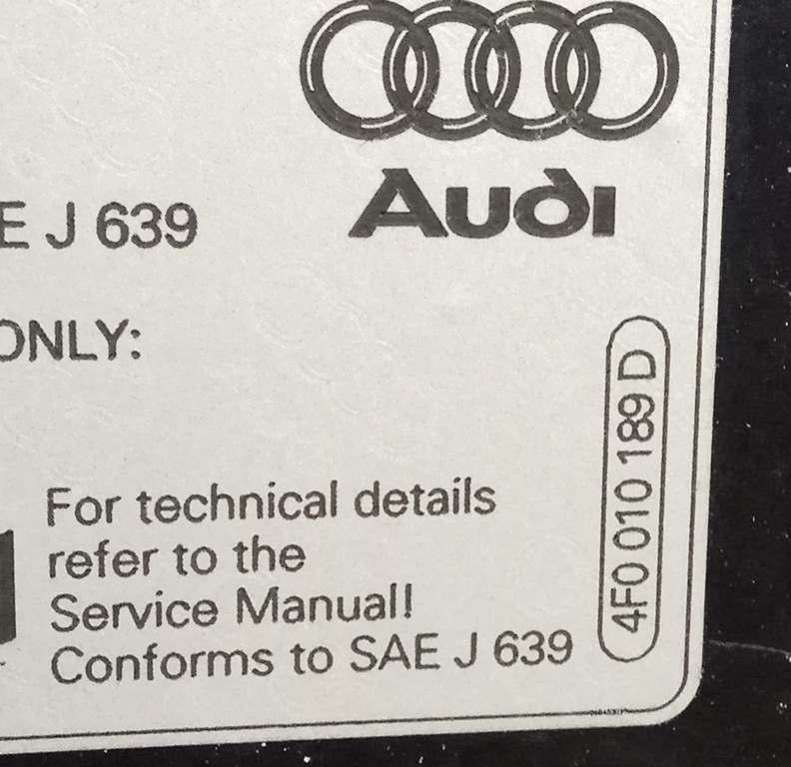 Audi
E J 639
ONLY:
For technical details
refer to the
Service Manual!
Conforms to SAE J 639
4F0 010 189 D